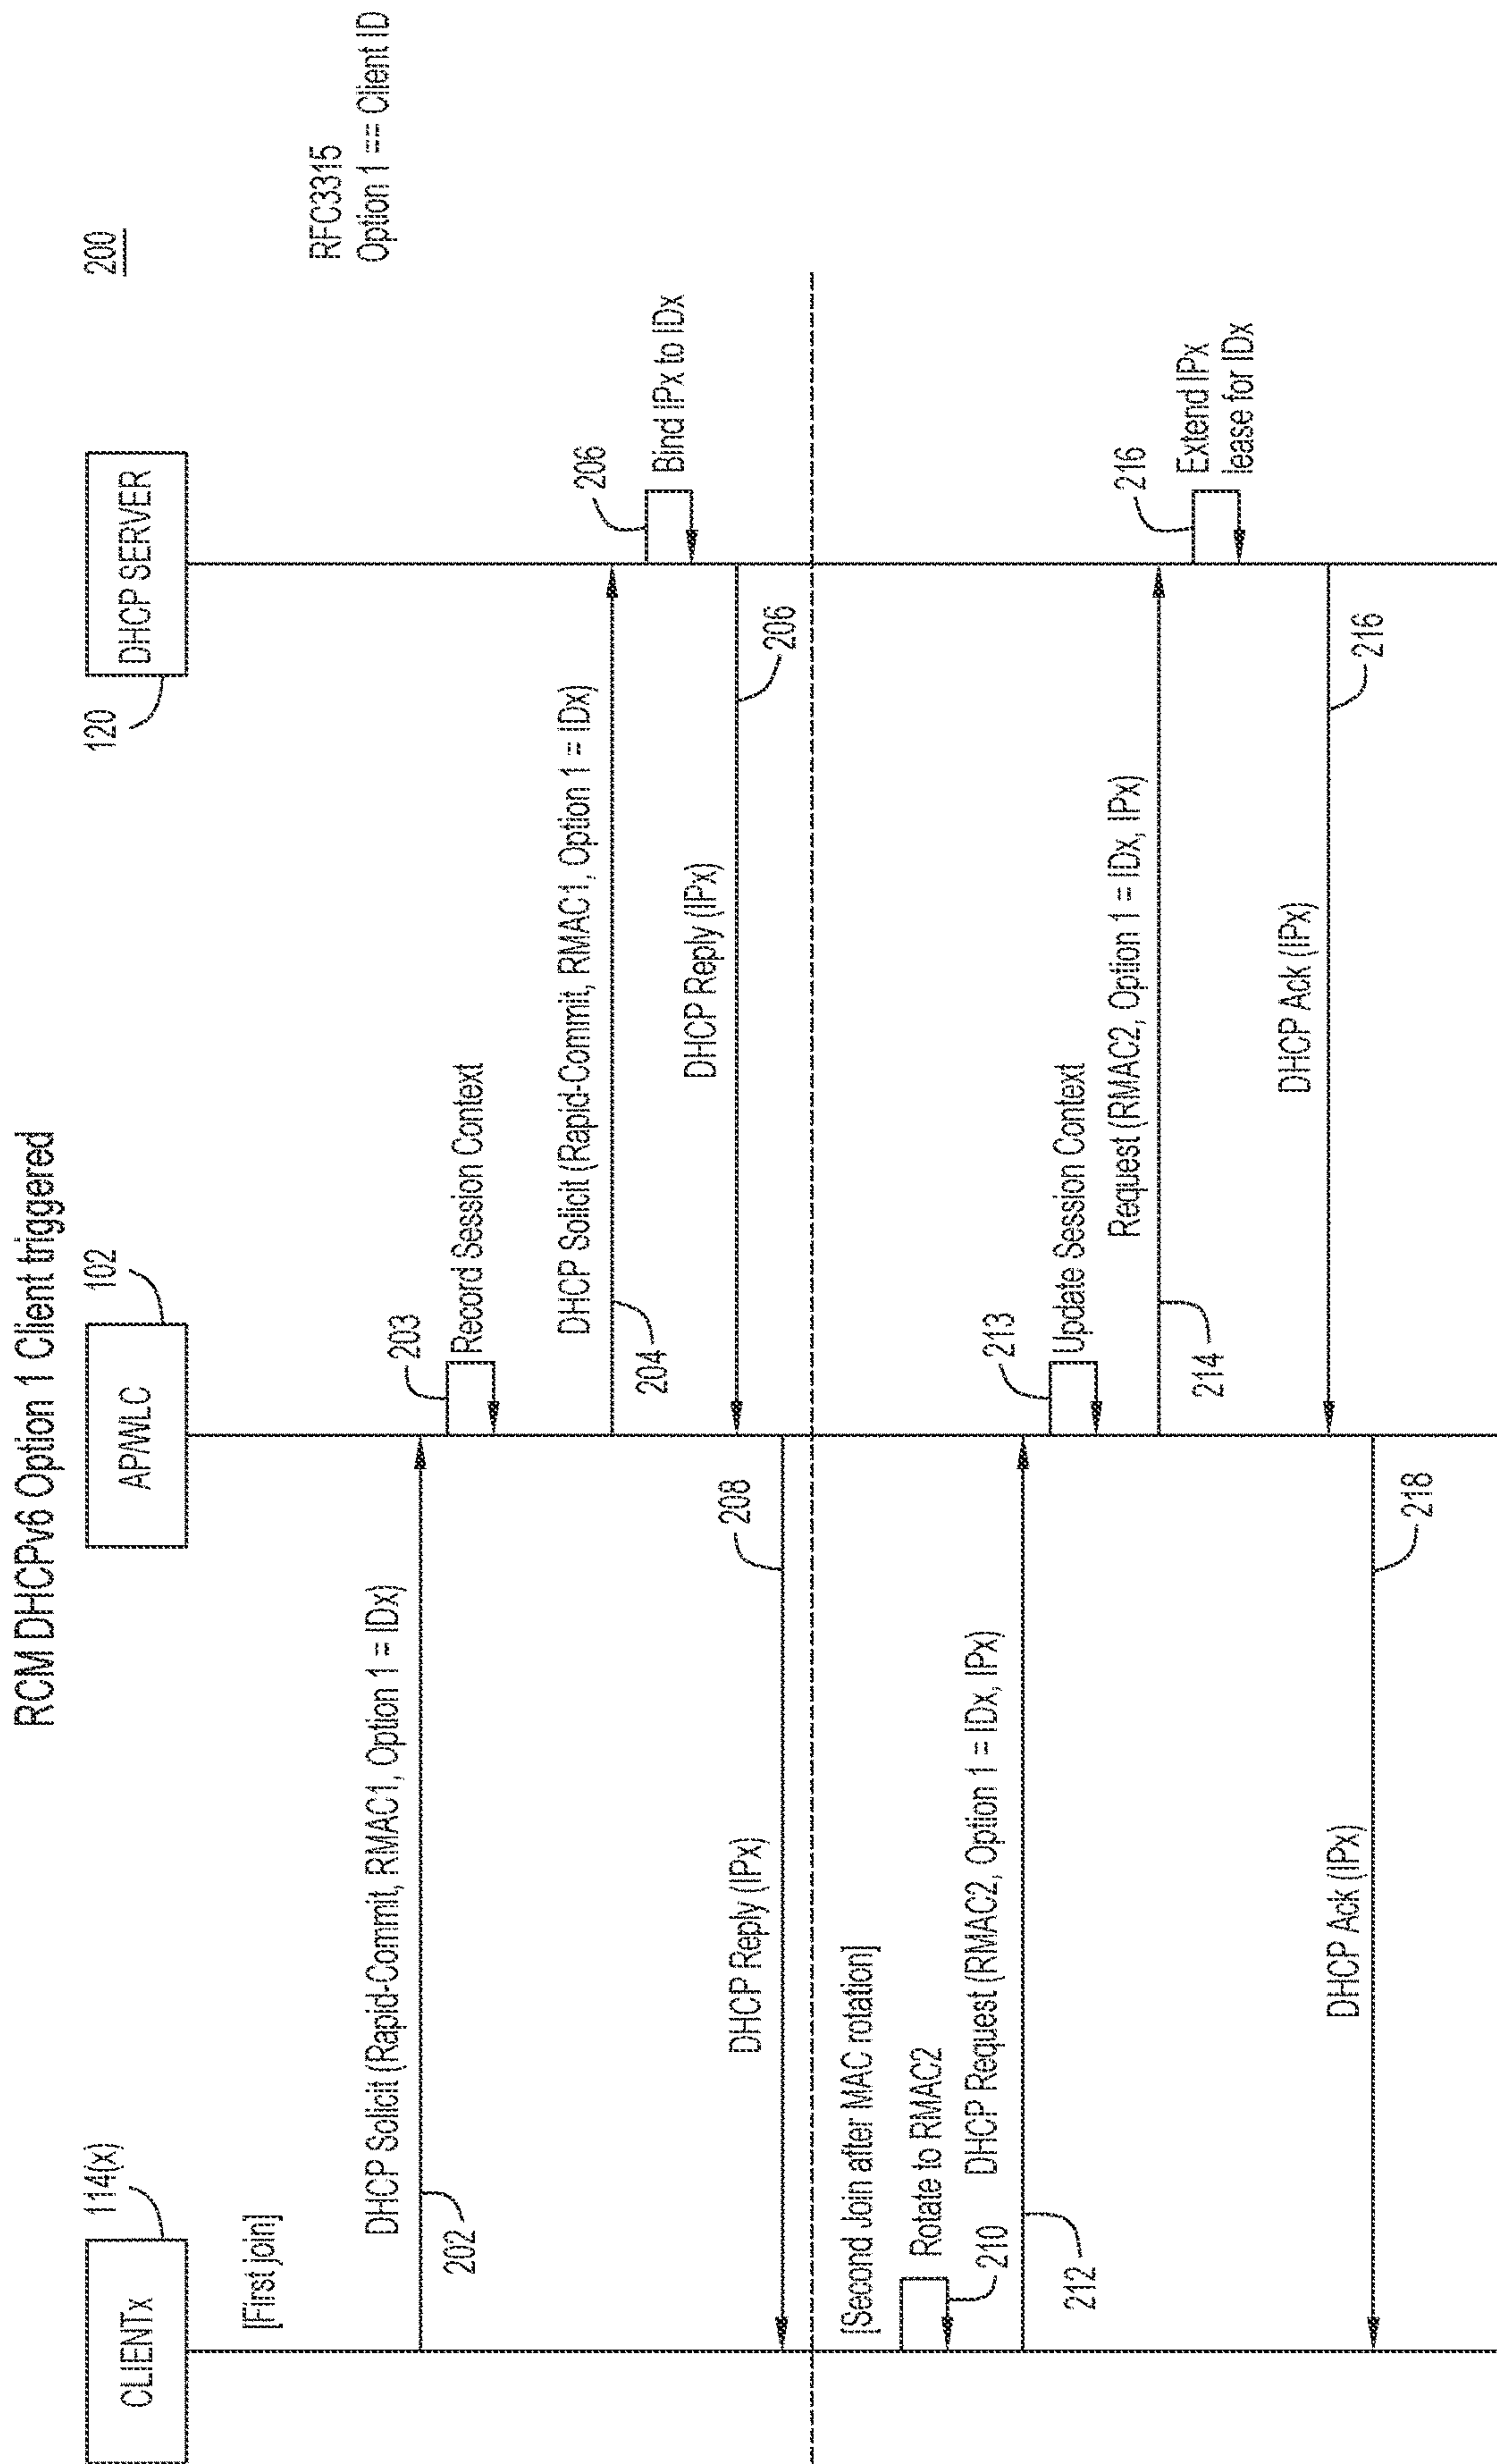 RCM DHCPv6 Option 1 Client triggered
200
114(x)
102
120
CLIENTx
AP/WLC
DHCP SERVER
RFC3315
Option 1 == Client ID
[First join]
DHCP Solicit (Rapid-Commit, RMAC1, Option 1 = IDx)
202
203
Record Session Context
DHCP Solicit (Rapid-Commit, RMAC1, Option 1 = IDx)
204
206
Bind IPx to IDx
DHCP Reply (IPx)
206
DHCP Reply (IPx)
208
[Second Join after MAC rotation]
Rotate to RMAC2
210
DHCP Request (RMAC2, Option 1 = IDx, IPx)
212
213
Update Session Context
Request (RMAC2, Option 1 = IDx, IPx)
214
216
Extend IPx
lease for IDx
DHCP Ack (IPx)
216
DHCP Ack (IPx)
218